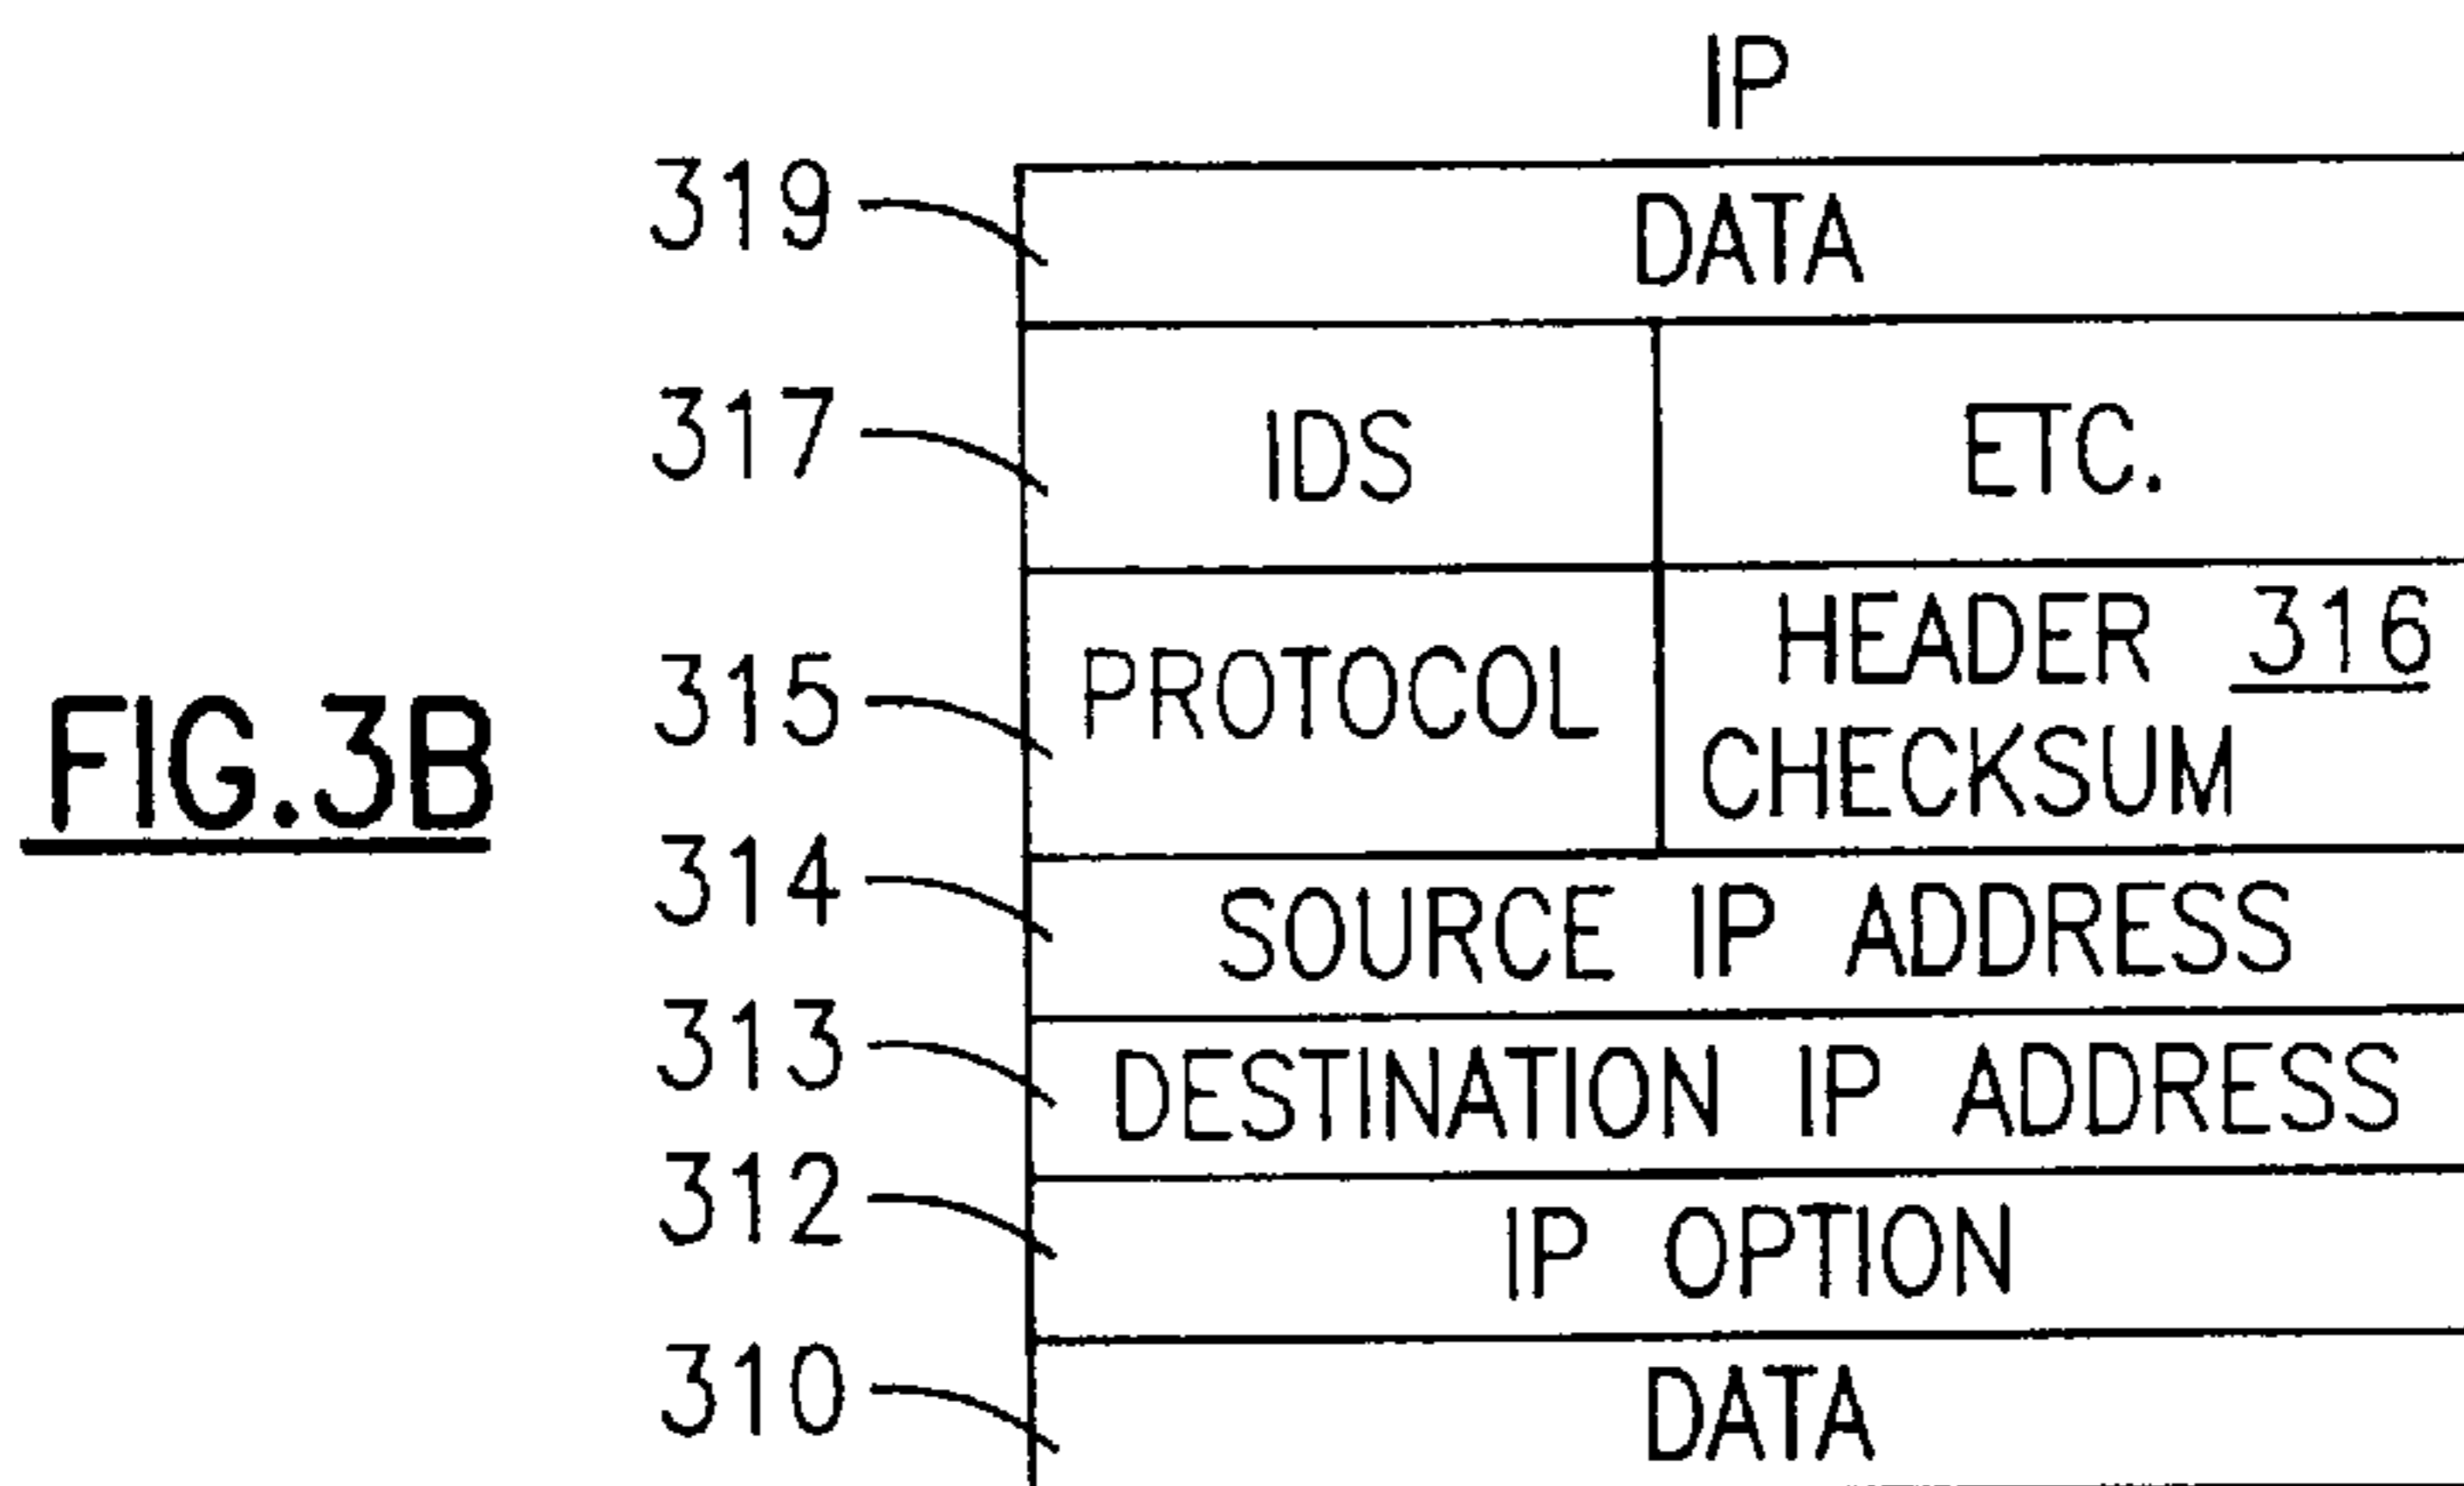 IP
319 DATA
317 IDS ETC.
315 PROTOCOL HEADER 316
CHECKSUM
FIG.3B
314 SOURCE IP ADDRESS
313 DESTINATION IP ADDRESS
312 IP OPTION
310 DATA